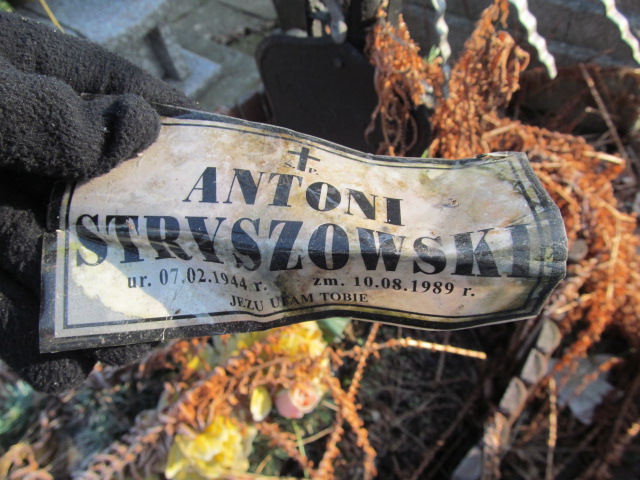 Ś. P.
ANTONI
STRYSZOWSKI
ur. 07.02.1944 r. zm. 10.08.1989 r.
JEZU UFAM TOBIE